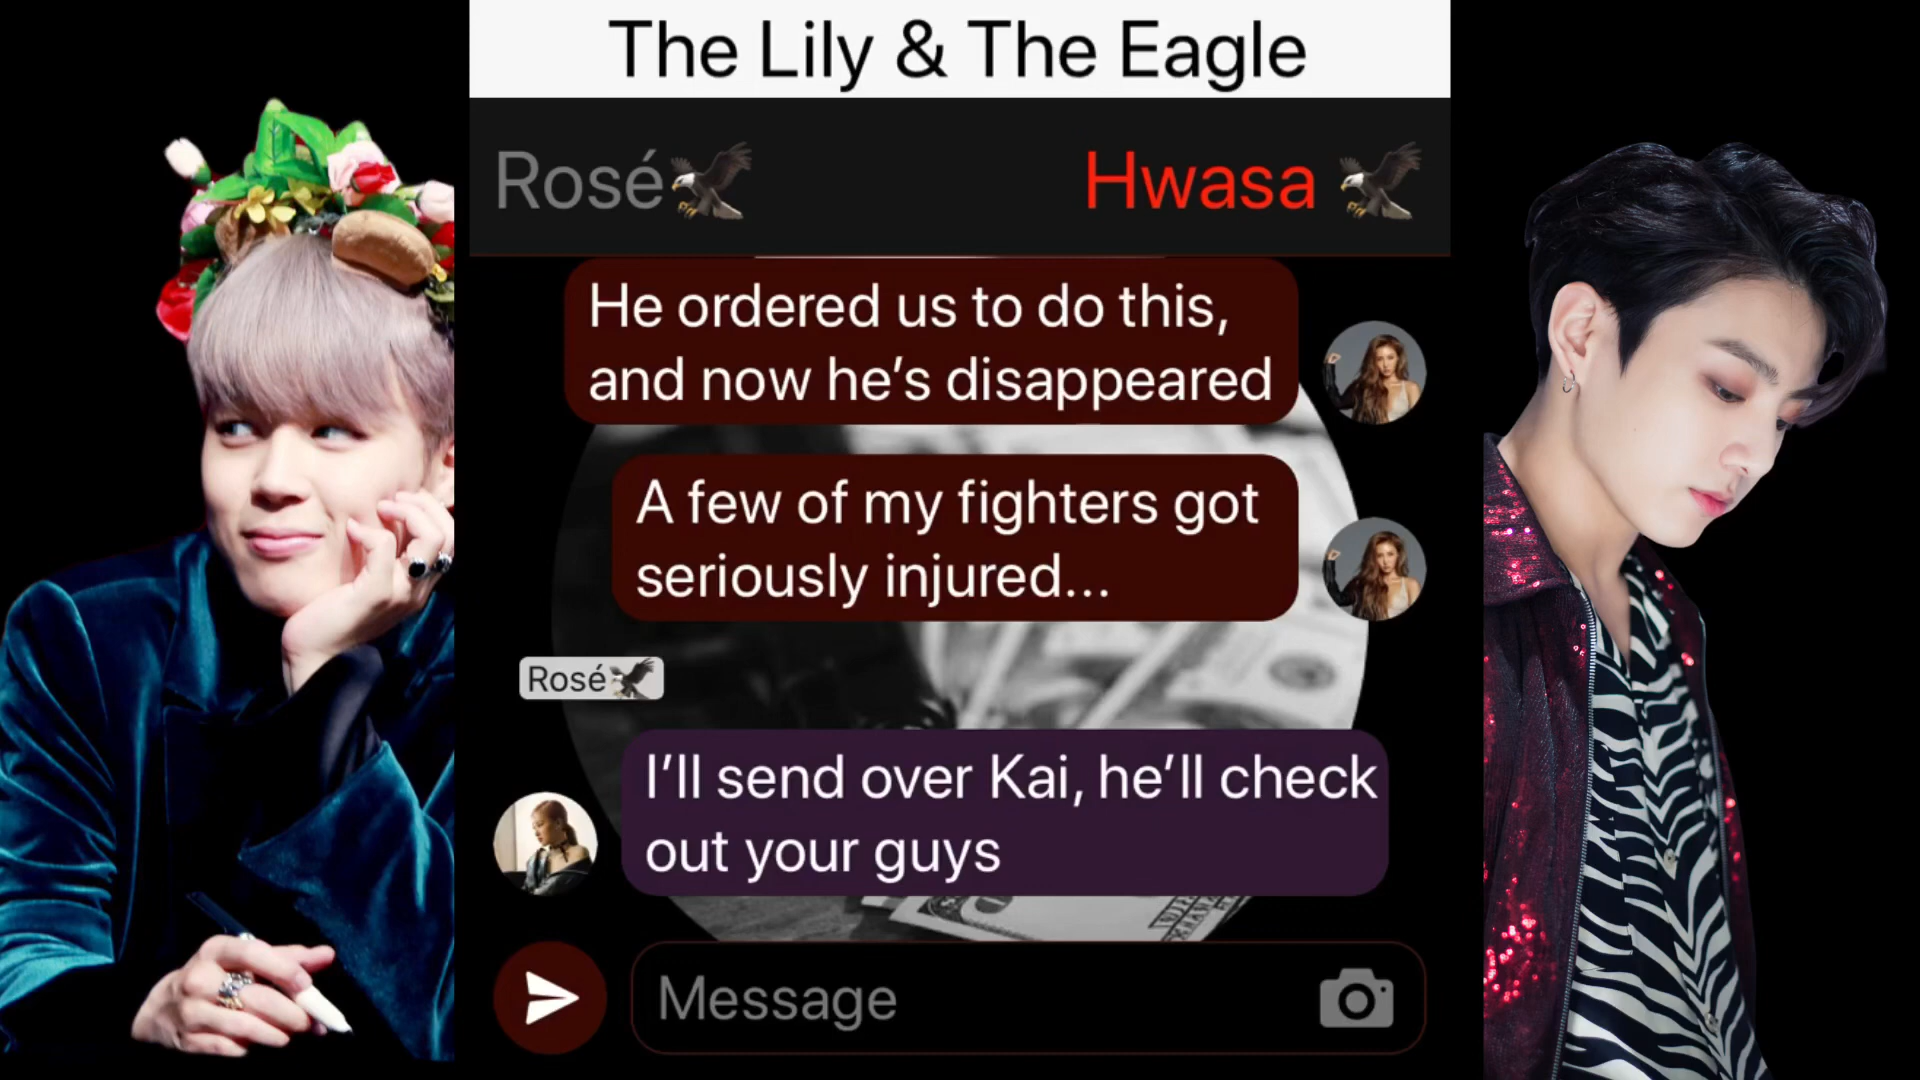 The Lily & The Eagle
Rosé🦅
Hwasa 🦅
He ordered us to do this,
and now he’s disappeared
A few of my fighters got
seriously injured...
Rosé🦅
I’ll send over Kai, he’ll check
out your guys
Message